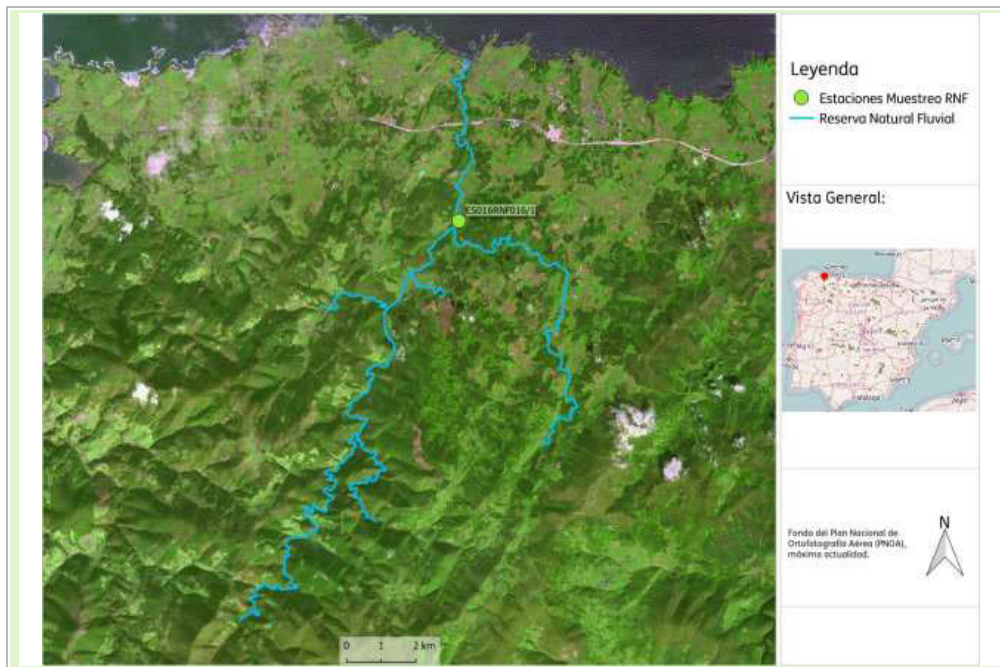 Leyenda
Estaciones Muestreo RNF
Reserva Natural Fluvial
ES016RNF016/1
Vista General:
Fondo del Plan Nacional de
Ortofotografía Aérea (PNOA),
máxima actualidad.
N
0 1 2 km